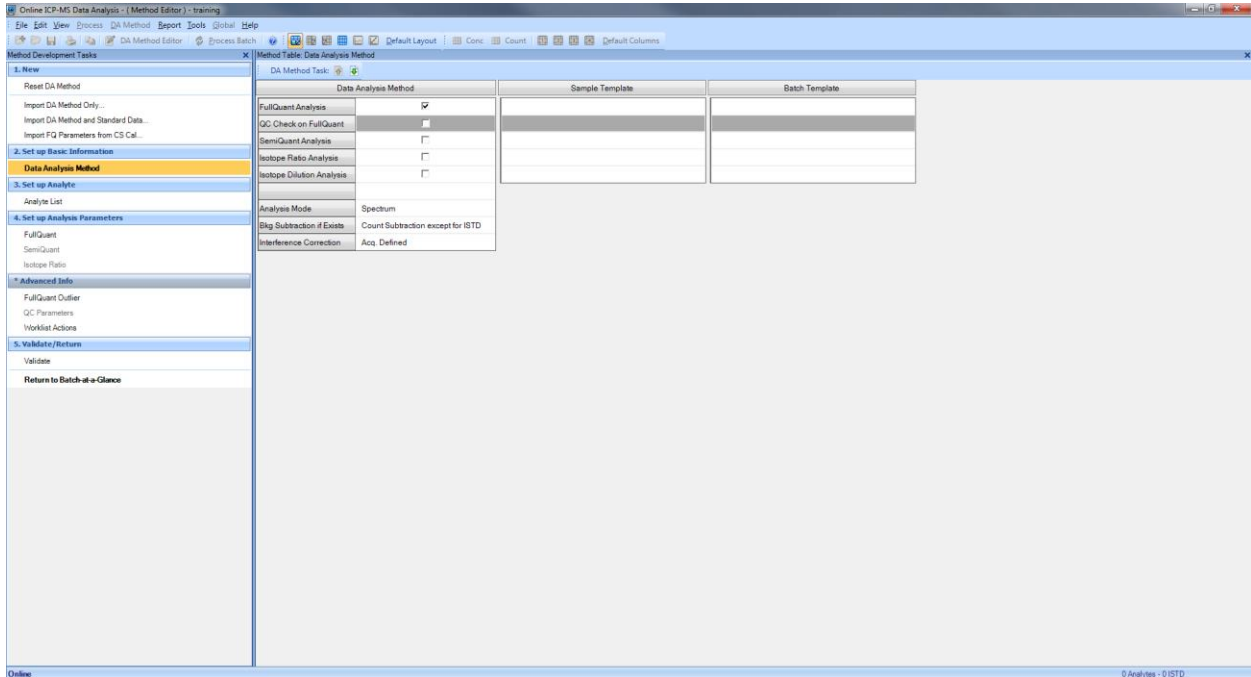 Online ICP-MS Data Analysis - ( Method Editor ) - training
File Edit View Process DA Method Report Tools Global Help
DA Method Editor Process Batch Default Layout Conc Count Default Columns
Method Development Tasks
1. New
Reset DA Method
Import DA Method Only...
Import DA Method and Standard Data...
Import FQ Parameters from CS Cal...
2. Set up Basic Information
Data Analysis Method
3. Set up Analyte
Analyte List
4. Set up Analysis Parameters
FullQuant
SemiQuant
Isotope Ratio
* Advanced Info
FullQuant Outlier
QC Parameters
Worklist Actions
5. Validate/Return
Validate
Return to Batch-at-a-Glance
Method Table: Data Analysis Method
DA Method Task:
Data Analysis Method Sample Template Batch Template
FullQuant Analysis
QC Check on FullQuant
SemiQuant Analysis
Isotope Ratio Analysis
Isotope Dilution Analysis
Analysis Mode Spectrum
Bkg Subtraction if Exists Count Subtraction except for ISTD
Interference Correction Acq. Defined
Online 0 Analytes - 0 ISTD